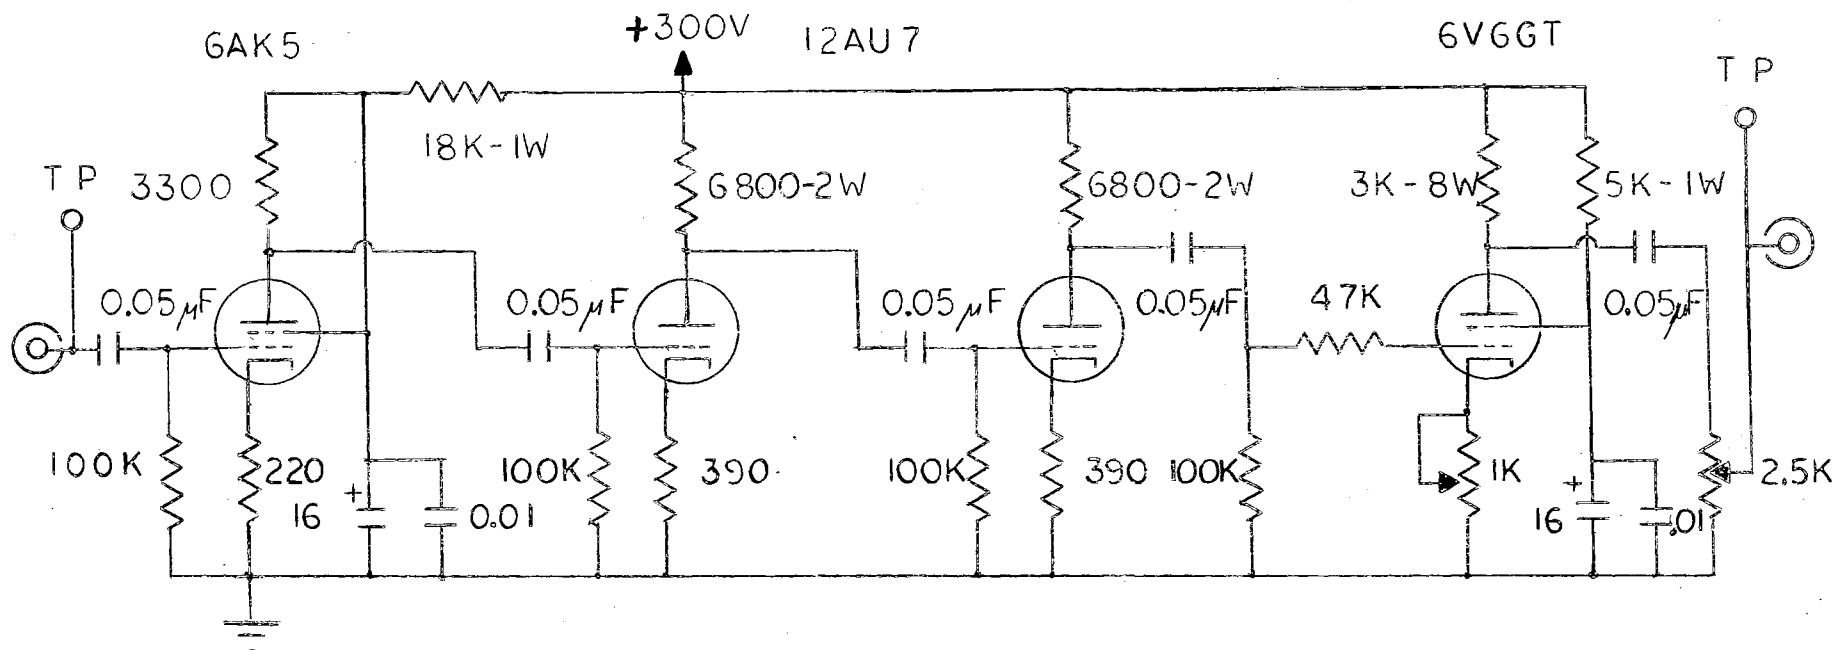 6AK5
+300V
12AU7
6V6GT
T P
18K-1W
T P
3300
6800-2W
6800-2W
3K-8W
5K-1W
0.05μF
0.05μF
0.05μF
0.05μF
47K
0.05μF
100K
220
100K
390
100K
390
100K
1K
2.5K
+
16
0.01
+
16
.01